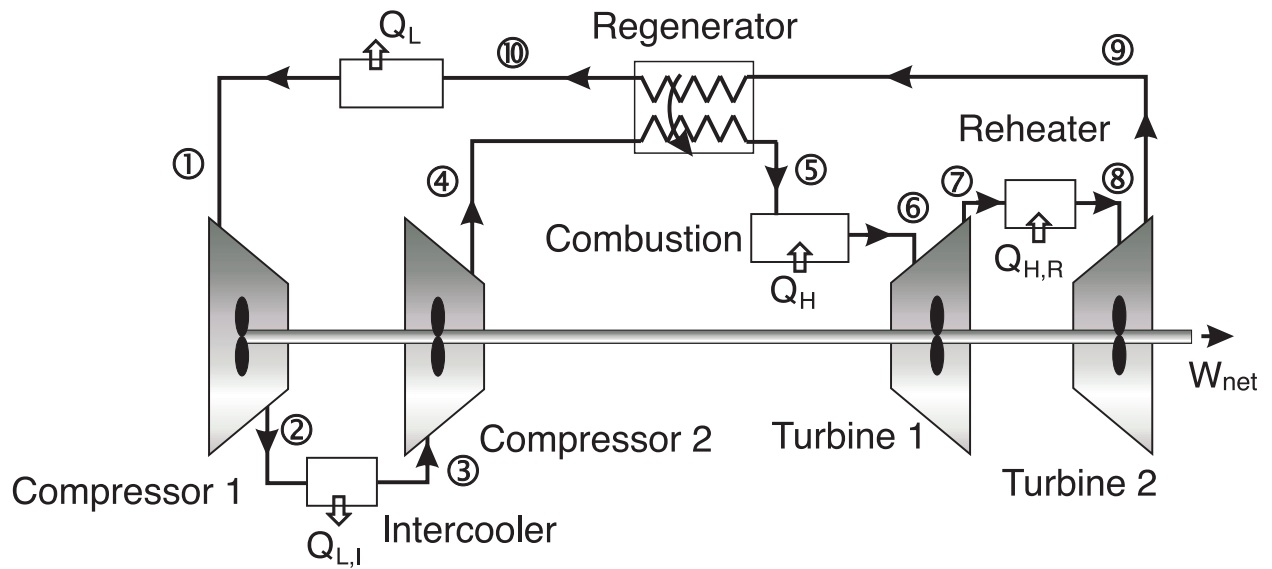 Q_L
⑩
Regenerator
⑨
Reheater
①
④
⑤
⑦
⑧
⑥
Combustion
Q_H
Q_H,R
W_net
②
Compressor 2
③
Turbine 1
Compressor 1
Turbine 2
Intercooler
Q_L,I